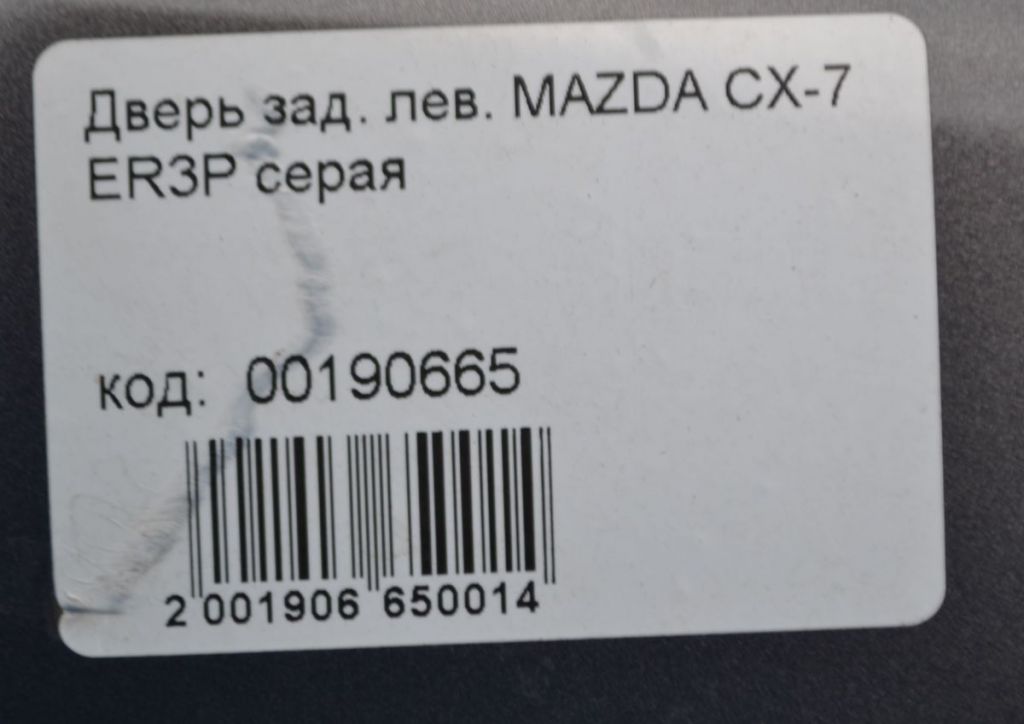 Дверь зад. лев. MAZDA CX-7
ER3P серая
код: 00190665
2 001906 650014